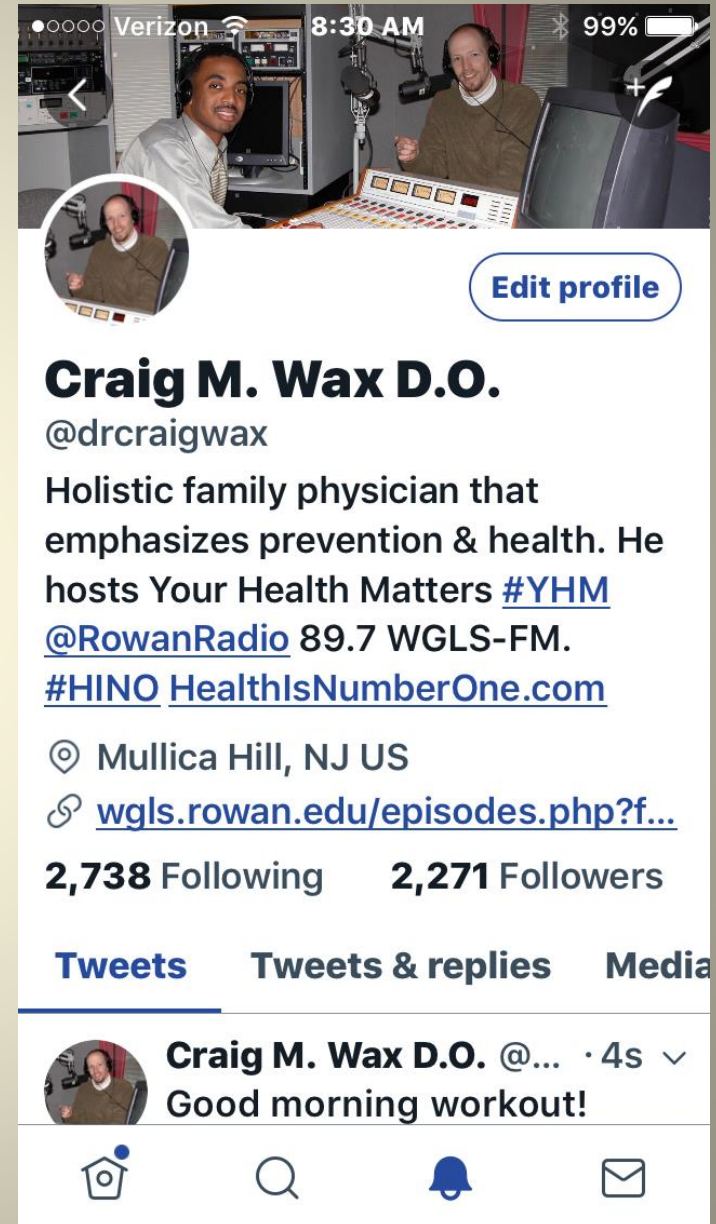 Verizon 8:30 AM 99%
Edit profile
Craig M. Wax D.O.
@drcraigwax
Holistic family physician that
emphasizes prevention & health. He
hosts Your Health Matters #YHM
@RowanRadio 89.7 WGLS-FM.
#HINO HealthIsNumberOne.com
Mullica Hill, NJ US
wgls.rowan.edu/episodes.php?f...
2,738 Following 2,271 Followers
Tweets Tweets & replies Media
Craig M. Wax D.O. @... · 4s
Good morning workout!